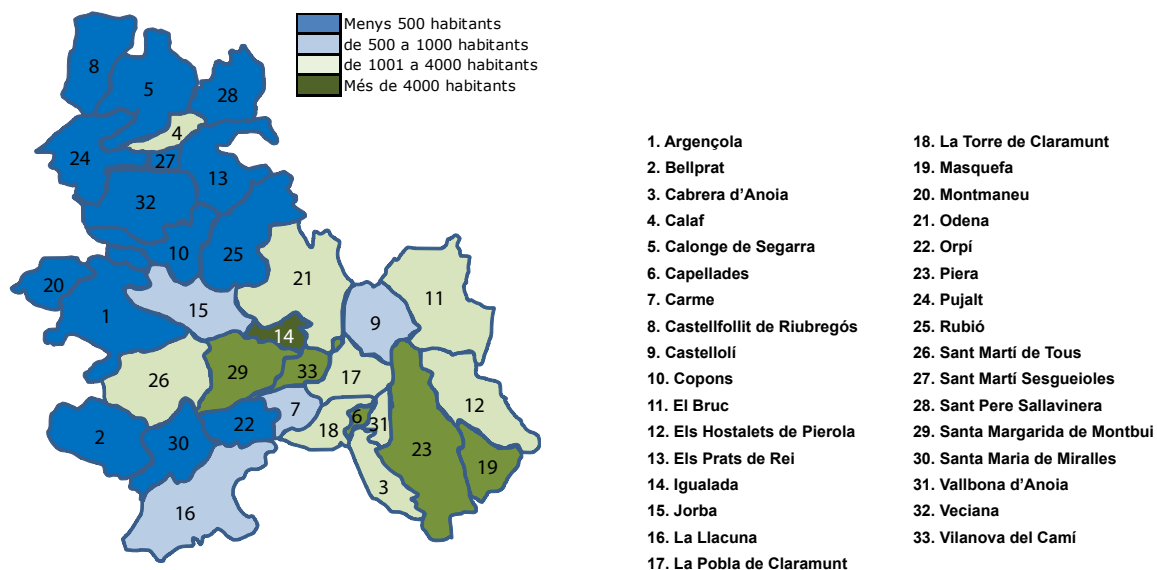 Menys 500 habitants
de 500 a 1000 habitants
de 1001 a 4000 habitants
Més de 4000 habitants
8
5
28
4
24
27
13
32
10
25
20
21
11
1
15
9
14
29
33
17
26
12
7
6
31
18
22
2
30
23
19
3
16
1. Argençola
2. Bellprat
3. Cabrera d’Anoia
4. Calaf
5. Calonge de Segarra
6. Capellades
7. Carme
8. Castellfollit de Riubregós
9. Castellolí
10. Copons
11. El Bruc
12. Els Hostalets de Pierola
13. Els Prats de Rei
14. Igualada
15. Jorba
16. La Llacuna
17. La Pobla de Claramunt
18. La Torre de Claramunt
19. Masquefa
20. Montmaneu
21. Odena
22. Orpí
23. Piera
24. Pujalt
25. Rubió
26. Sant Martí de Tous
27. Sant Martí Sesgueioles
28. Sant Pere Sallavinera
29. Santa Margarida de Montbui
30. Santa Maria de Miralles
31. Vallbona d’Anoia
32. Veciana
33. Vilanova del Camí